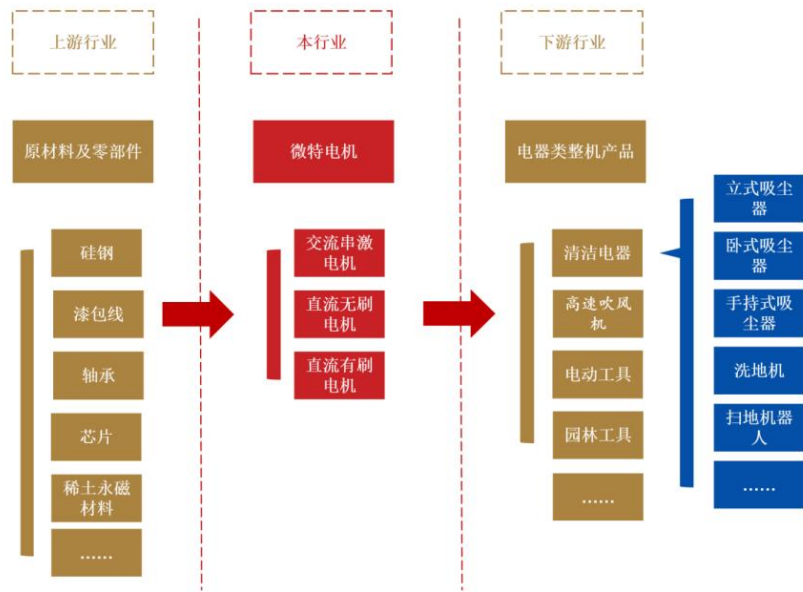 上游行业
本行业
下游行业
原材料及零部件
微特电机
电器类整机产品
硅钢
漆包线
轴承
芯片
稀土永磁
材料
……
交流串激
电机
直流无刷
电机
直流有刷
电机
清洁电器
高速吹风
机
电动工具
园林工具
……
立式吸尘
器
卧式吸尘
器
手持式吸
尘器
洗地机
扫地机器
人
……